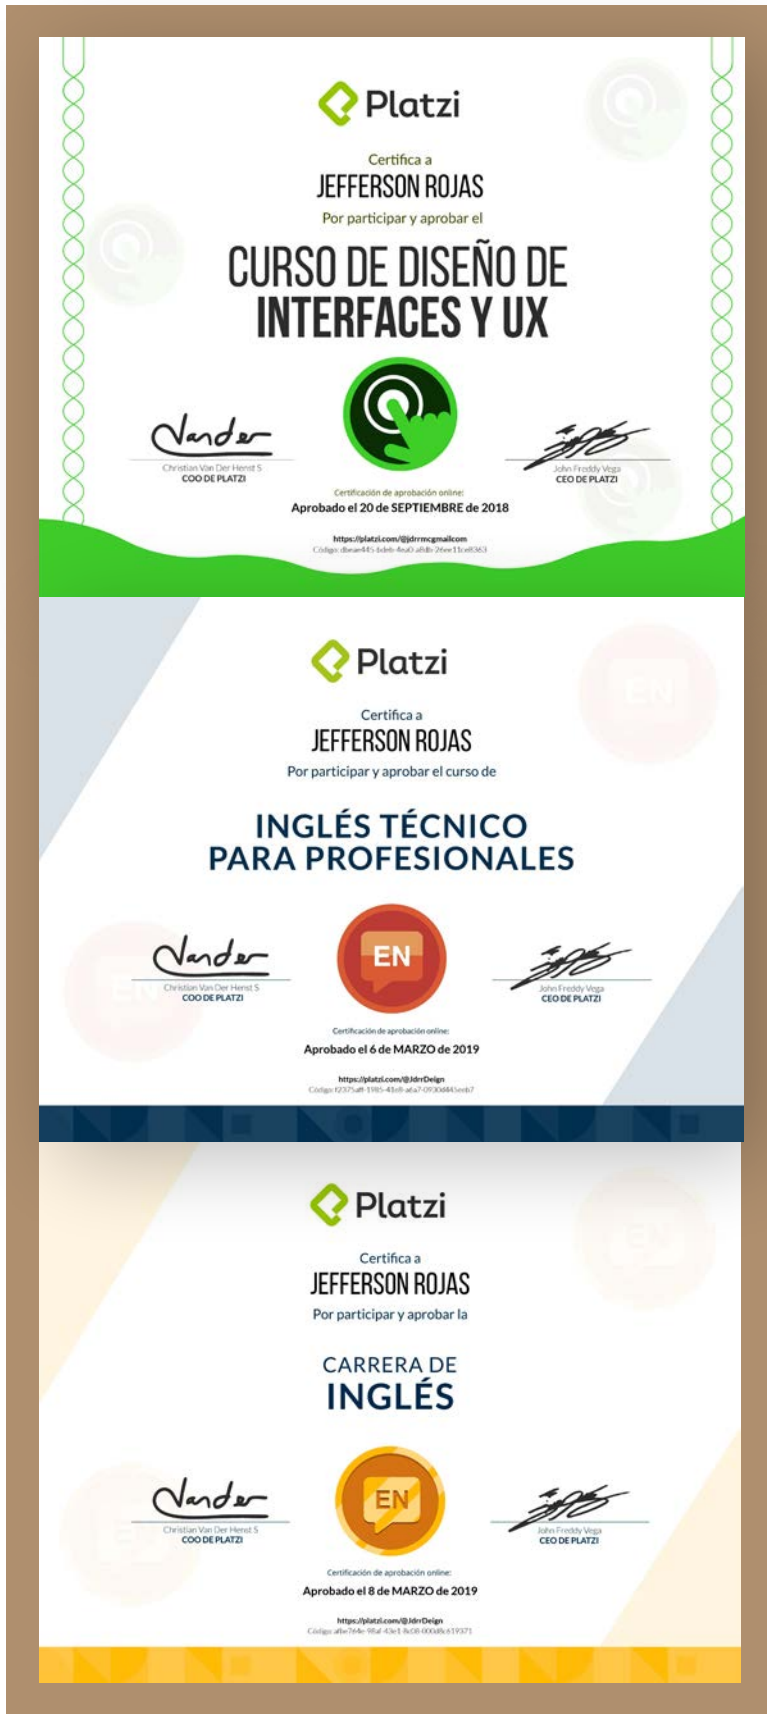 Platzi
Certifica a
JEFFERSON ROJAS
Por participar y aprobar el
CURSO DE DISEÑO DE
INTERFACES Y UX
Christian Van Der Henst S
COO DE PLATZI
John Freddy Vega
CEO DE PLATZI
Certificación de aprobación online:
Aprobado el 20 de SEPTIEMBRE de 2018
https://platzi.com/@jdrrmcgmailcom
Código:
Platzi
EN
Certifica a
JEFFERSON ROJAS
Por participar y aprobar el curso de
INGLÉS TÉCNICO
PARA PROFESIONALES
EN
Christian Van Der Henst S
COO DE PLATZI
John Freddy Vega
CEO DE PLATZI
Certificación de aprobación online:
Aprobado el 6 de MARZO de 2019
https://platzi.com/@JdrrDeign
Código:
Platzi
EN
Certifica a
JEFFERSON ROJAS
Por participar y aprobar la
CARRERA DE
INGLÉS
EN
Christian Van Der Henst S
COO DE PLATZI
John Freddy Vega
CEO DE PLATZI
Certificación de aprobación online:
Aprobado el 8 de MARZO de 2019
https://platzi.com/@JdrrDeign
Código: